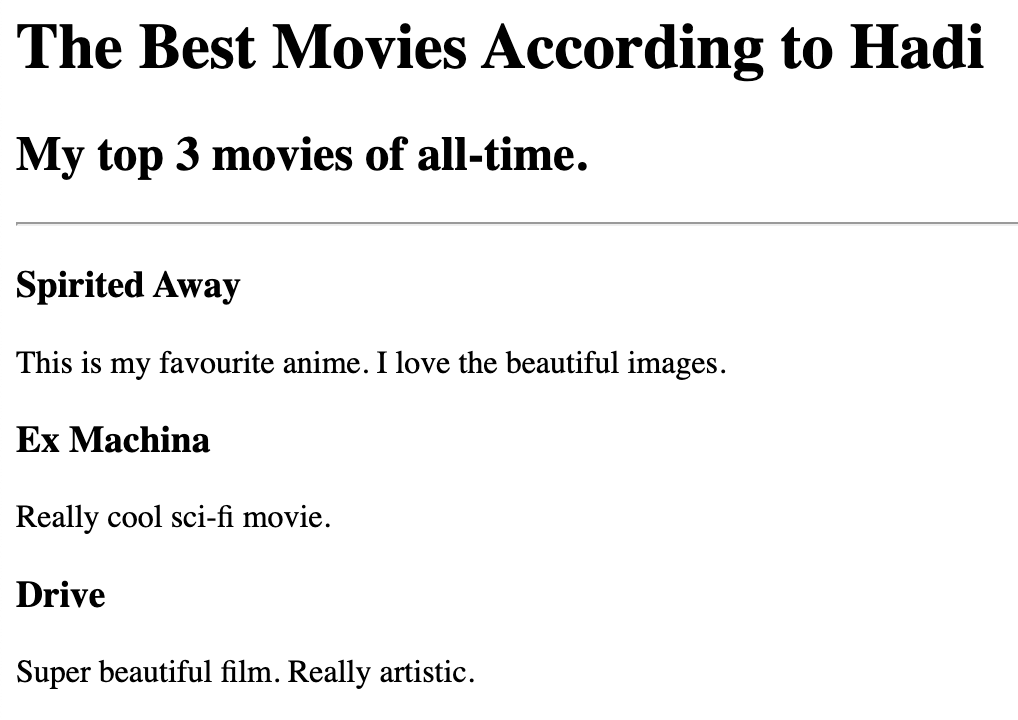 The Best Movies According to Hadi
My top 3 movies of all-time.
Spirited Away
This is my favourite anime. I love the beautiful images.
Ex Machina
Really cool sci-fi movie.
Drive
Super beautiful film. Really artistic.